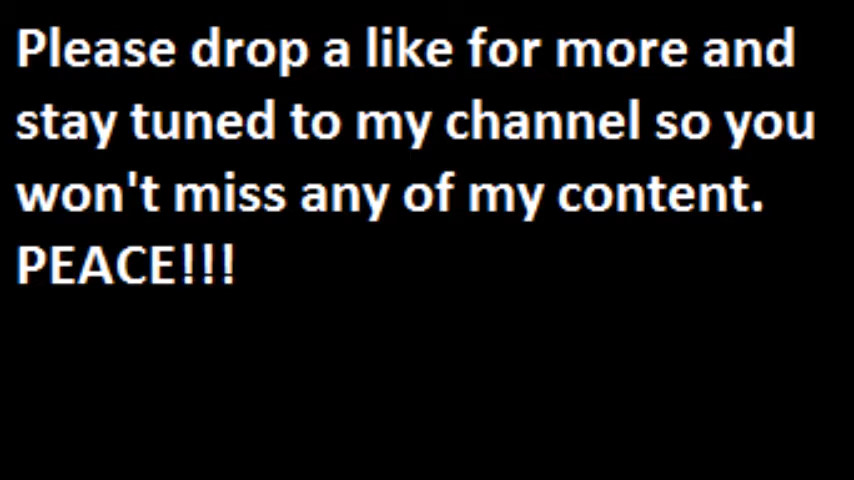 Please drop a like for more and
stay tuned to my channel so you
won't miss any of my content.
PEACE!!!